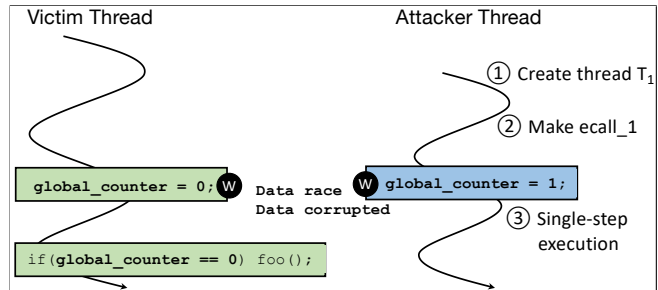 Victim Thread
Attacker Thread
① Create thread T₁
② Make ecall_1
global_counter = 0;
W
Data race
Data corrupted
W
global_counter = 1;
③ Single-step
execution
if(global_counter == 0) foo();